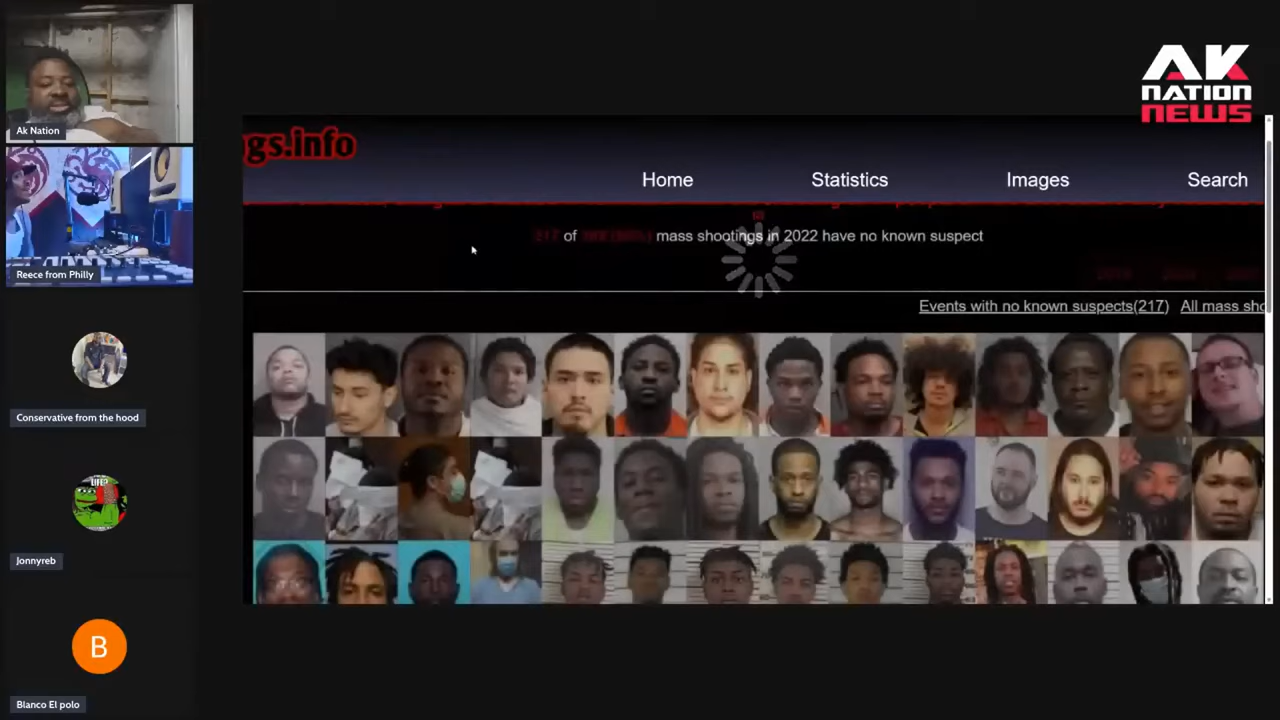 Ak Nation
Reece from Philly
Conservative from the hood
LIFE?
Jonnyreb
B
Blanco El polo
AK
NATION
NEWS
gs.info
Home
Statistics
Images
Search
217 of mass shootings in 2022 have no known suspect
Events with no known suspects(217) All mass sho